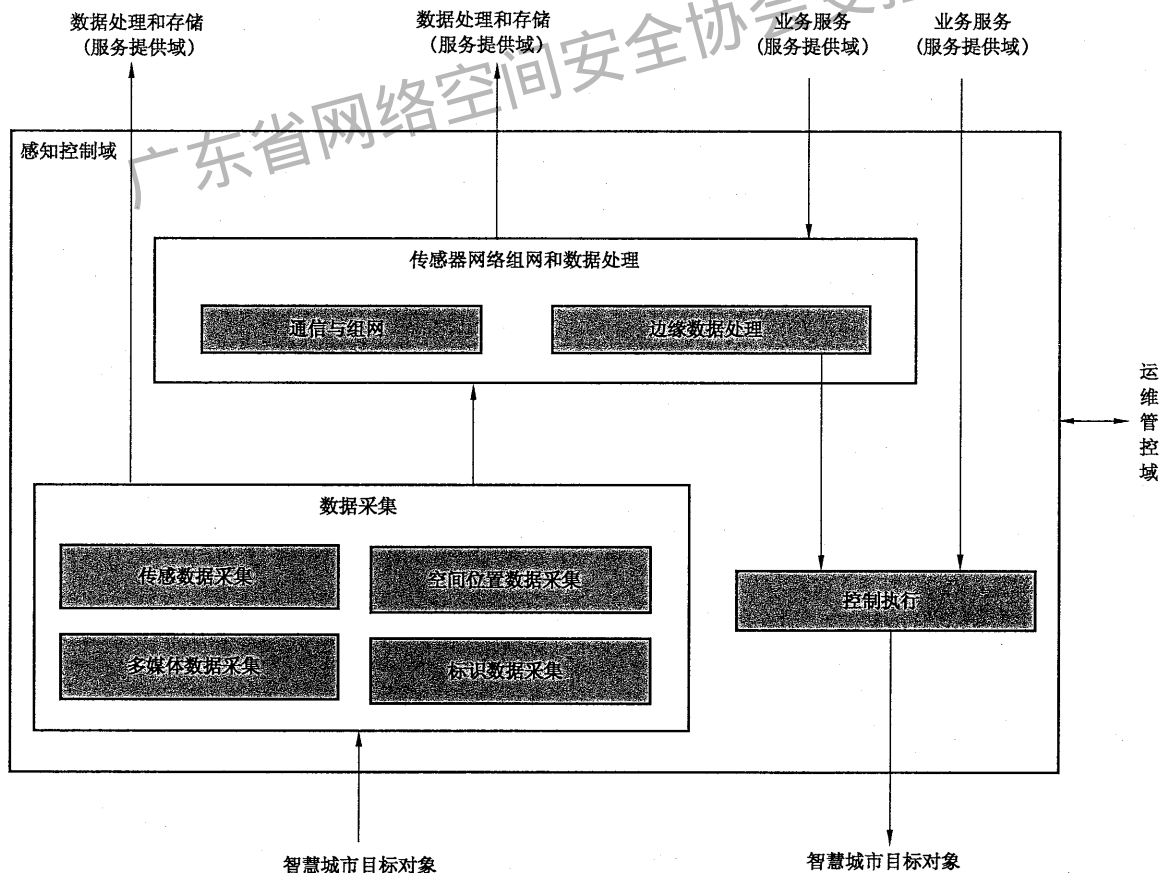 数据处理和存储
(服务提供域)
数据处理和存储
(服务提供域)
业务服务
(服务提供域)
业务服务
(服务提供域)
广东省网络空间安全协会
感知控制域
传感器网络组网和数据处理
通信与组网
边缘数据处理
运维管控域
数据采集
传感数据采集
空间位置数据采集
控制执行
多媒体数据采集
标识数据采集
智慧城市目标对象
智慧城市目标对象